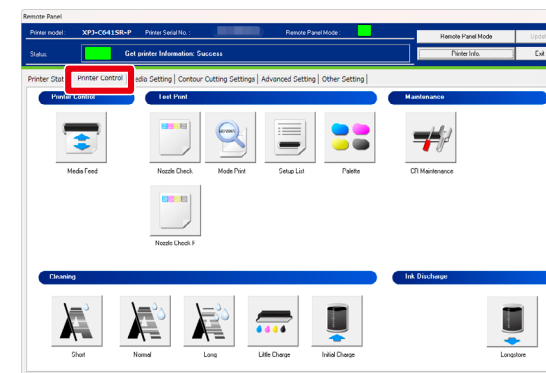 Remote Panel
Printer model : XPJ-C641SR-P Printer Serial No. : Remote Panel Mode : Remote Panel Mode
Status: Get printer Information: Success Printer Info. Exit
Printer Stat Printer Control dia Setting Contour Cutting Settings Advanced Setting Other Setting
Printer Control Test Print Maintenance
Media Feed Nozzle Check Mode Print Setup List Palette CR Maintenance
Nozzle Check F
Cleaning Ink Discharge
Short Normal Long Little Charge Initial Charge Longstore